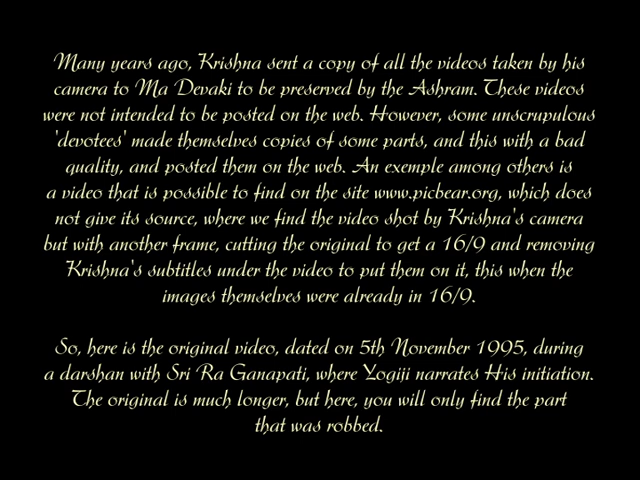 Many years ago, Krishna sent a copy of all the videos taken by his
camera to Ma Devaki to be preserved by the Ashram. These videos
were not intended to be posted on the web. However, some unscrupulous
'devotees' made themselves copies of some parts, and this with a bad
quality, and posted them on the web. An exemple among others is
a video that is possible to find on the site www.picbear.org, which does
not give its source, where we find the video shot by Krishna's camera
but with another frame, cutting the original to get a 16/9 and removing
Krishna's subtitles under the video to put them on it, this when the
images themselves were already in 16/9.
So, here is the original video, dated on 5th November 1995, during
a darshan with Sri Ra Ganapati, where Yogiji narrates His initiation.
The original is much longer, but here, you will only find the part
that was robbed.